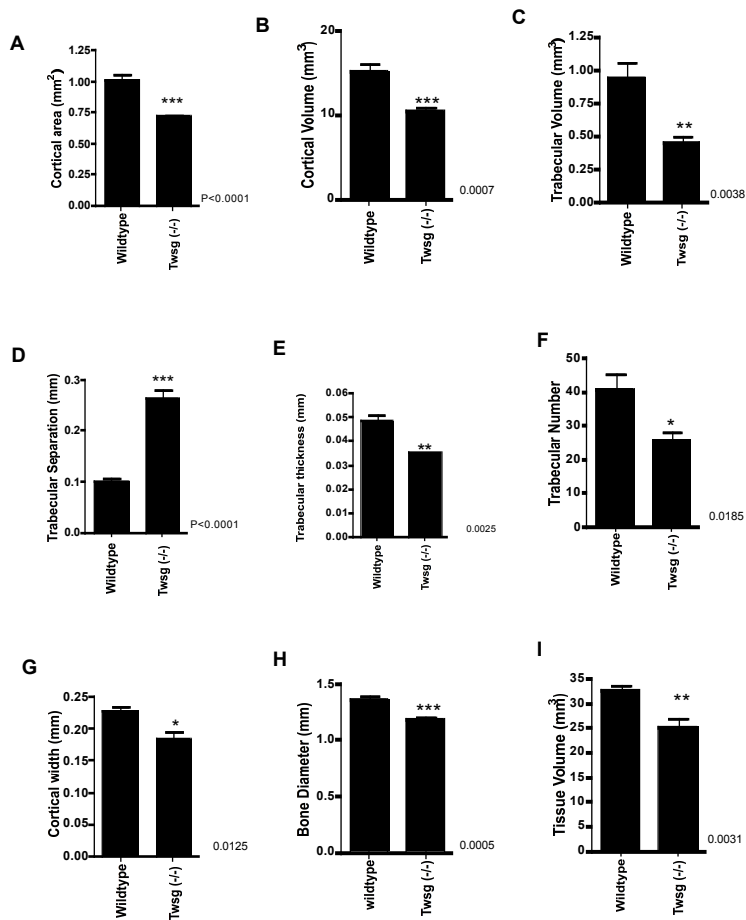 A
Cortical area (mm²)
1.25
1.00
0.75
0.50
0.25
0.00
***
P<0.0001
Wildtype
Twsg (-/-)
B
Cortical Volume (mm³)
20
10
0
***
0.0007
Wildtype
Twsg (-/-)
C
Trabecular Volume (mm³)
1.25
1.00
0.75
0.50
0.25
0.00
**
0.0038
Wildtype
Twsg (-/-)
D
Trabecular Separation (mm)
0.3
0.2
0.1
0.0
***
P<0.0001
Wildtype
Twsg (-/-)
E
Trabecular thickness (mm)
0.06
0.05
0.04
0.03
0.02
0.01
0.00
**
0.0025
Wildtype
Twsg (-/-)
F
Trabecular Number
50
40
30
20
10
0
*
0.0185
Wildtype
Twsg (-/-)
G
Cortical width (mm)
0.25
0.20
0.15
0.10
0.05
0.00
*
0.0125
Wildtype
Twsg (-/-)
H
Bone Diameter (mm)
1.5
1.0
0.5
0.0
***
0.0005
wildtype
Twsg (-/-)
I
Tissue Volume (mm³)
35
30
25
20
15
10
5
0
**
0.0031
Wildtype
Twsg (-/-)